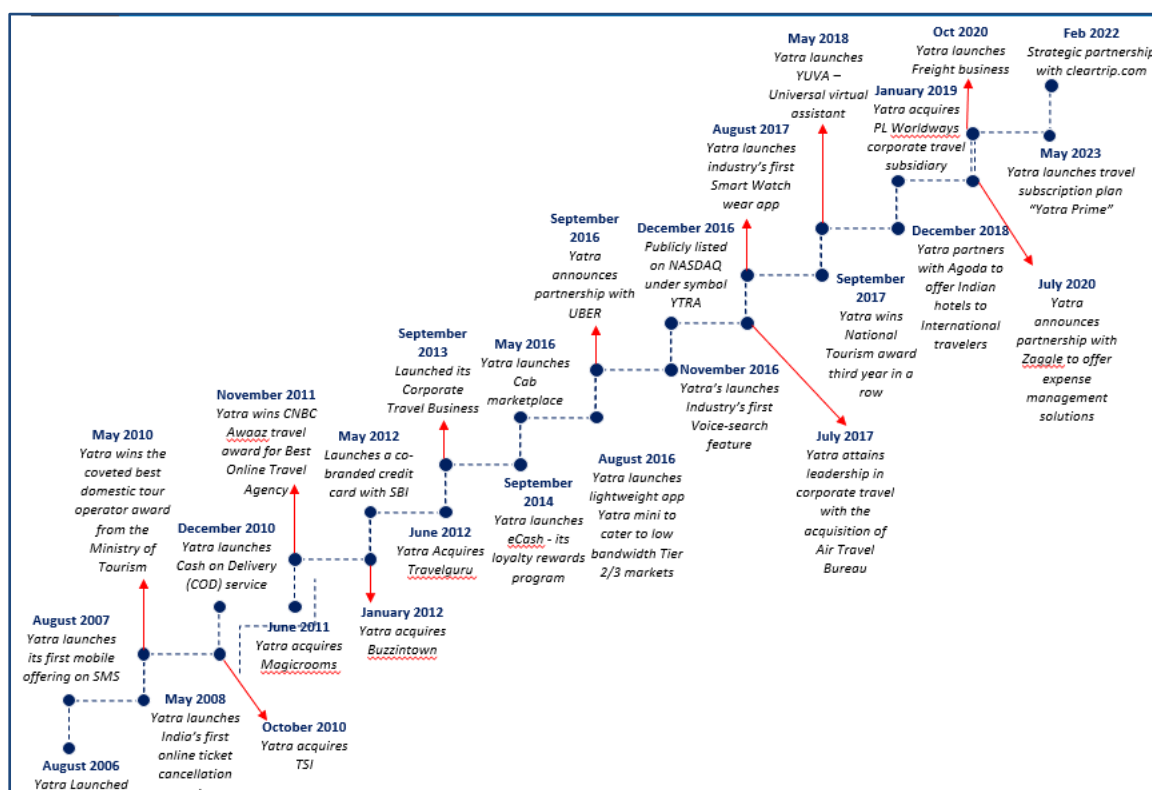 August 2006
Yatra Launched
August 2007
Yatra launches
its first mobile
offering on SMS
May 2008
Yatra launches
India's first
online ticket
cancellation
May 2010
Yatra wins the
coveted best
domestic tour
operator award
from the
Ministry of
Tourism
October 2010
Yatra acquires
TSI
December 2010
Yatra launches
Cash on Delivery
(COD) service
June 2011
Yatra acquires
Magicrooms
November 2011
Yatra wins CNBC
Awaaz travel
award for Best
Online Travel
Agency
January 2012
Yatra acquires
Buzzintown
May 2012
Launches a co-
branded credit
card with SBI
June 2012
Yatra Acquires
Travelguru
September
2013
Launched its
Corporate
Travel Business
September
2014
Yatra launches
eCash - its
loyalty rewards
program
May 2016
Yatra launches
Cab
marketplace
August 2016
Yatra launches
lightweight app
Yatra mini to
cater to low
bandwidth Tier
2/3 markets
September
2016
Yatra
announces
partnership with
UBER
November 2016
Yatra's launches
Industry's first
Voice-search
feature
December 2016
Publicly listed
on NASDAQ
under symbol
YTRA
July 2017
Yatra attains
leadership in
corporate travel
with the
acquisition of
Air Travel
Bureau
August 2017
Yatra launches
industry's first
Smart Watch
wear app
September
2017
Yatra wins
National
Tourism award
third year in a
row
May 2018
Yatra launches
YUVA –
Universal virtual
assistant
December 2018
Yatra partners
with Agoda to
offer Indian
hotels to
International
travelers
January 2019
Yatra acquires
PL Worldways
corporate travel
subsidiary
July 2020
Yatra
announces
partnership with
Zaggle to offer
expense
management
solutions
Oct 2020
Yatra launches
Freight business
Feb 2022
Strategic partnership
with cleartrip.com
May 2023
Yatra launches travel
subscription plan
“Yatra Prime”